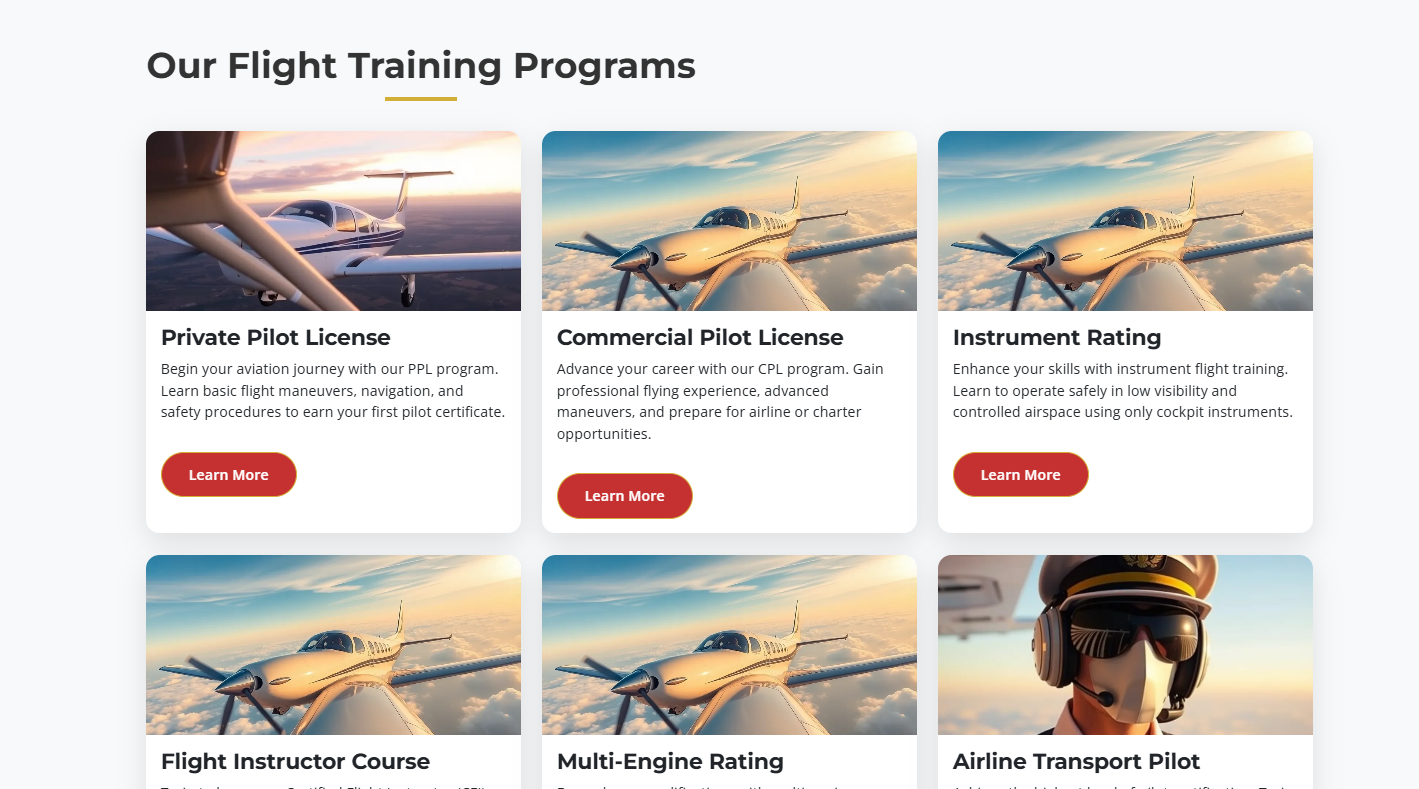 Our Flight Training Programs
Private Pilot License
Begin your aviation journey with our PPL program.
Learn basic flight maneuvers, navigation, and
safety procedures to earn your first pilot certificate.
Learn More
Commercial Pilot License
Advance your career with our CPL program. Gain
professional flying experience, advanced
maneuvers, and prepare for airline or charter
opportunities.
Learn More
Instrument Rating
Enhance your skills with instrument flight training.
Learn to operate safely in low visibility and
controlled airspace using only cockpit instruments.
Learn More
Flight Instructor Course
Multi-Engine Rating
Airline Transport Pilot